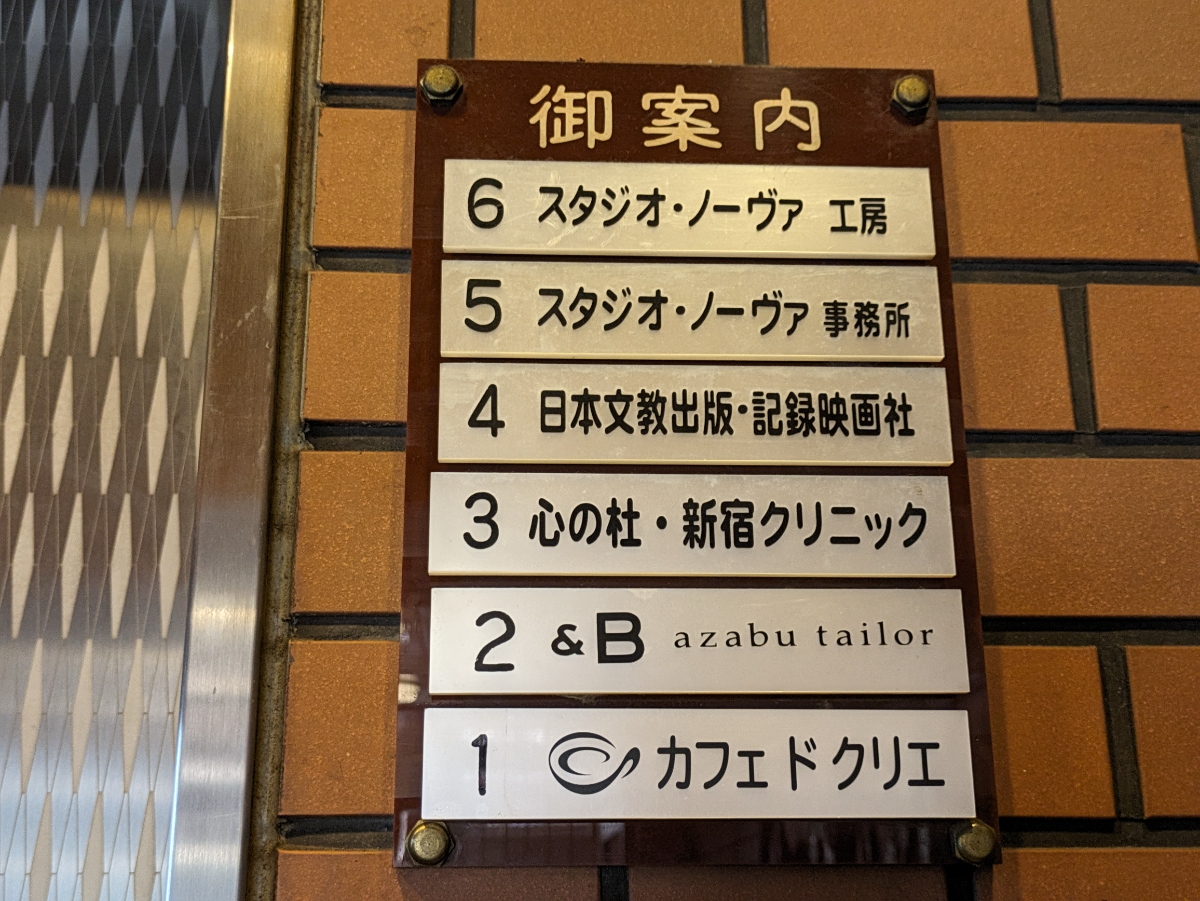 御案内
6 スタジオ・ノーヴァ 工房
5 スタジオ・ノーヴァ 事務所
4 日本文教出版・記録映画社
3 心の杜・新宿クリニック
2 &B azabu tailor
1 カフェ ド クリエ